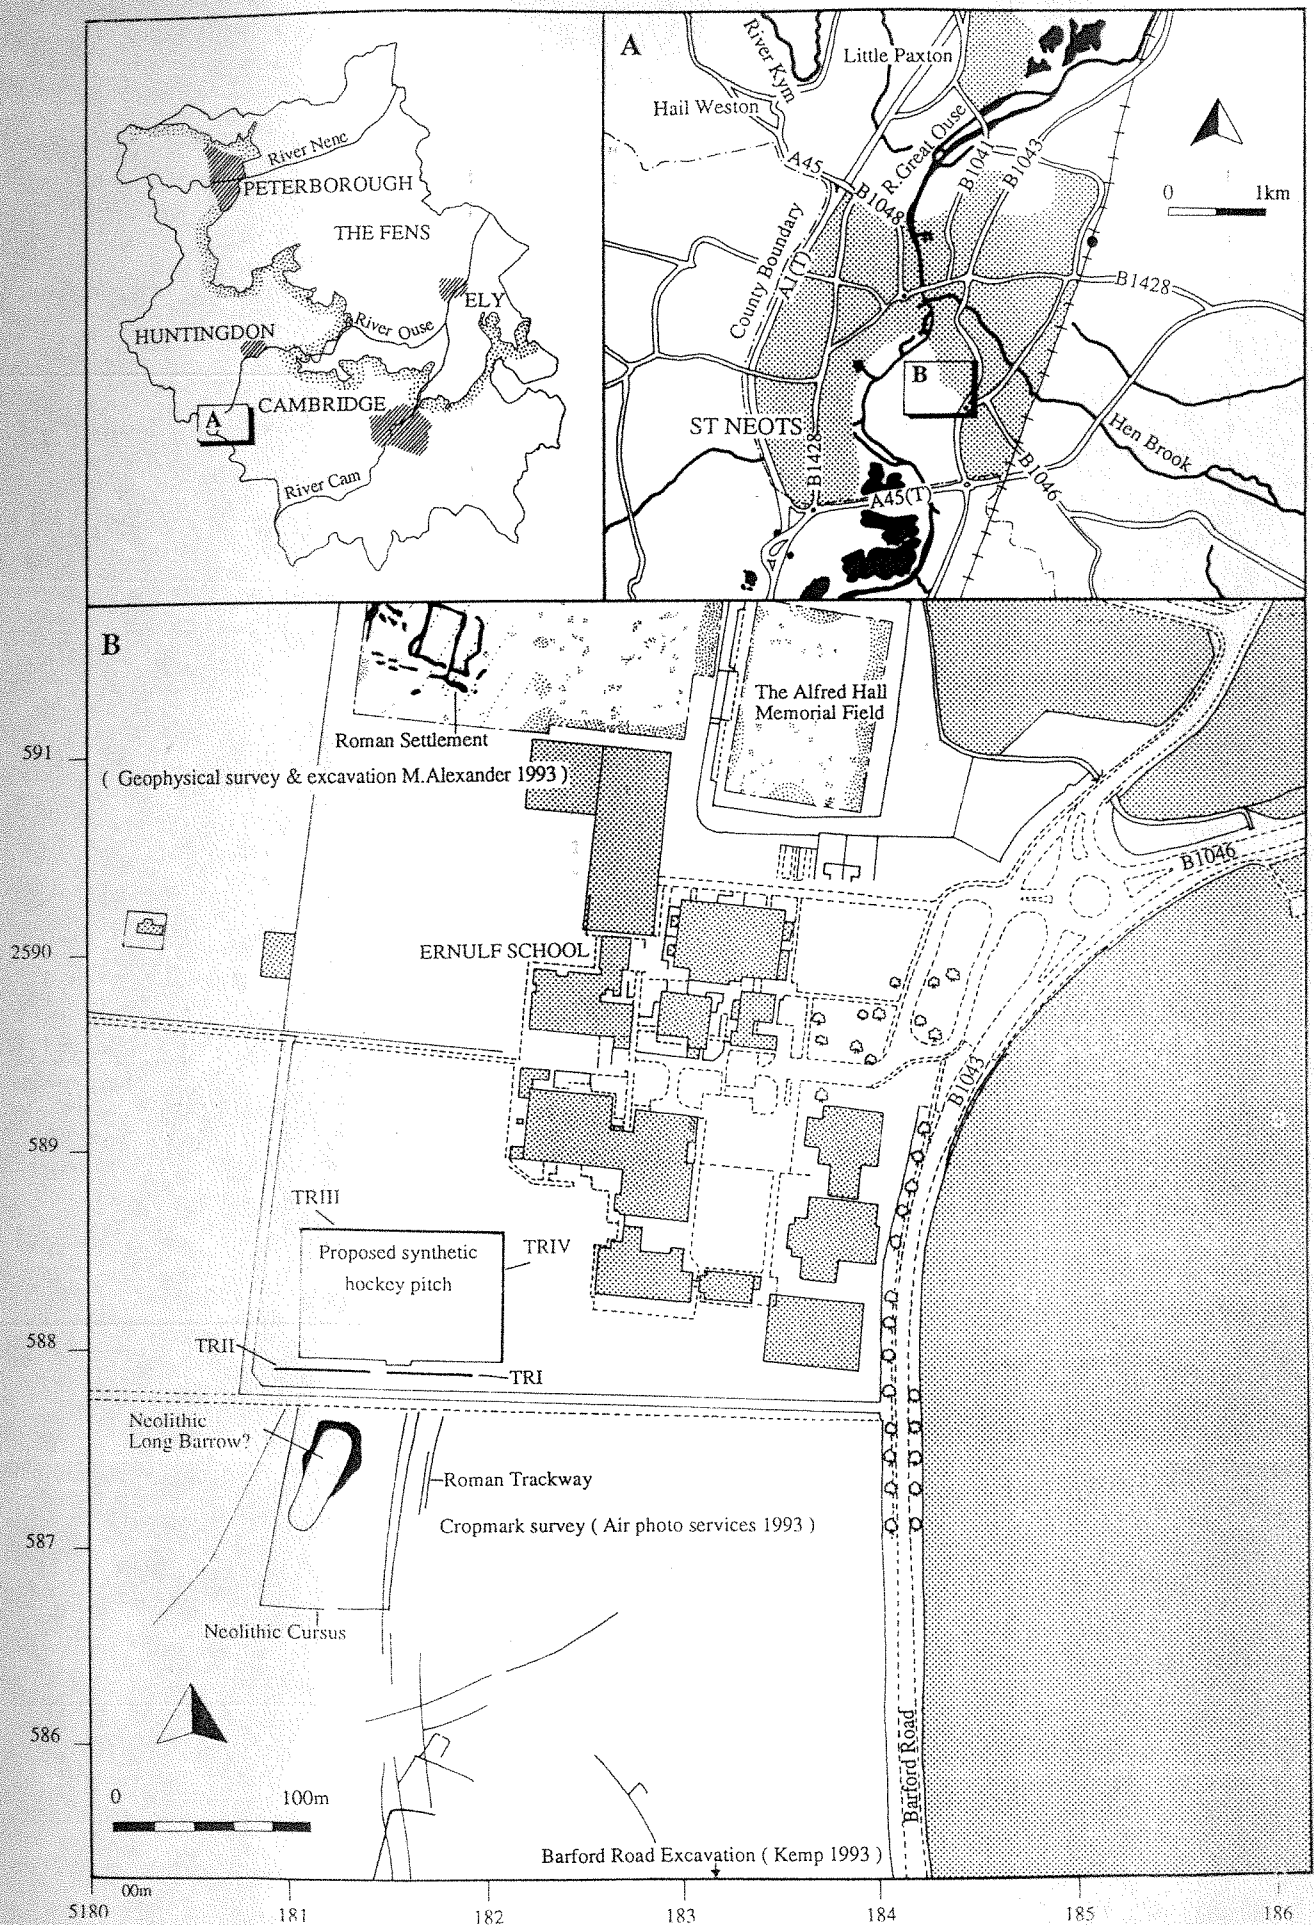 River Nene
PETERBOROUGH
THE FENS
ELY
HUNTINGDON
River Ouse
CAMBRIDGE
A
River Cam
A
River Kym
Little Paxton
Hail Weston
A45
R.Great Ouse
B1041
B1043
B1048
0 1km
County Boundary
A1(T)
B1428
B
ST NEOTS
B1428
Hen Brook
B1046
A45(T)
B
The Alfred Hall
Memorial Field
Roman Settlement
( Geophysical survey & excavation M.Alexander 1993 )
591
B1046
2590
ERNULF SCHOOL
B1043
589
TRIII
Proposed synthetic
hockey pitch
TRIV
588
TRII
TRI
Neolithic
Long Barrow?
Roman Trackway
Cropmark survey ( Air photo services 1993 )
587
Neolithic Cursus
586
Barford Road
0 100m
Barford Road Excavation ( Kemp 1993 )
00m
5180 181 182 183 184 185 186